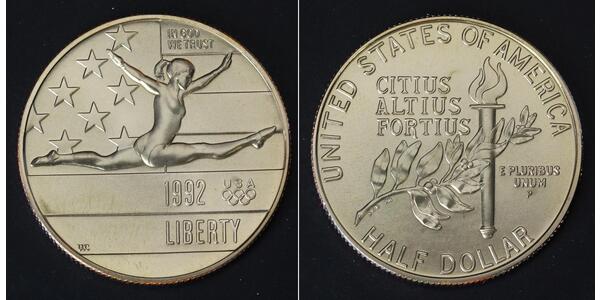 IN GOD
WE TRUST
1992
USA
LIBERTY
UNITED STATES OF AMERICA
CITIUS
ALTIUS
FORTIUS
E PLURIBUS
UNUM
P
HALF DOLLAR